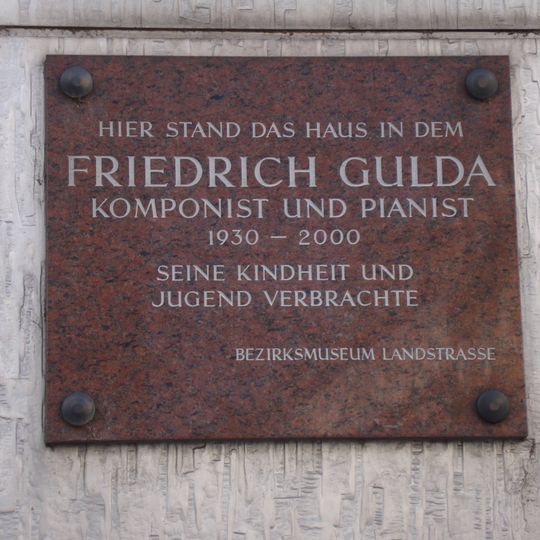 HIER STAND DAS HAUS IN DEM
FRIEDRICH GULDA
KOMPONIST UND PIANIST
1930 – 2000
SEINE KINDHEIT UND
JUGEND VERBRACHTE
BEZIRKSMUSEUM LANDSTRASSE